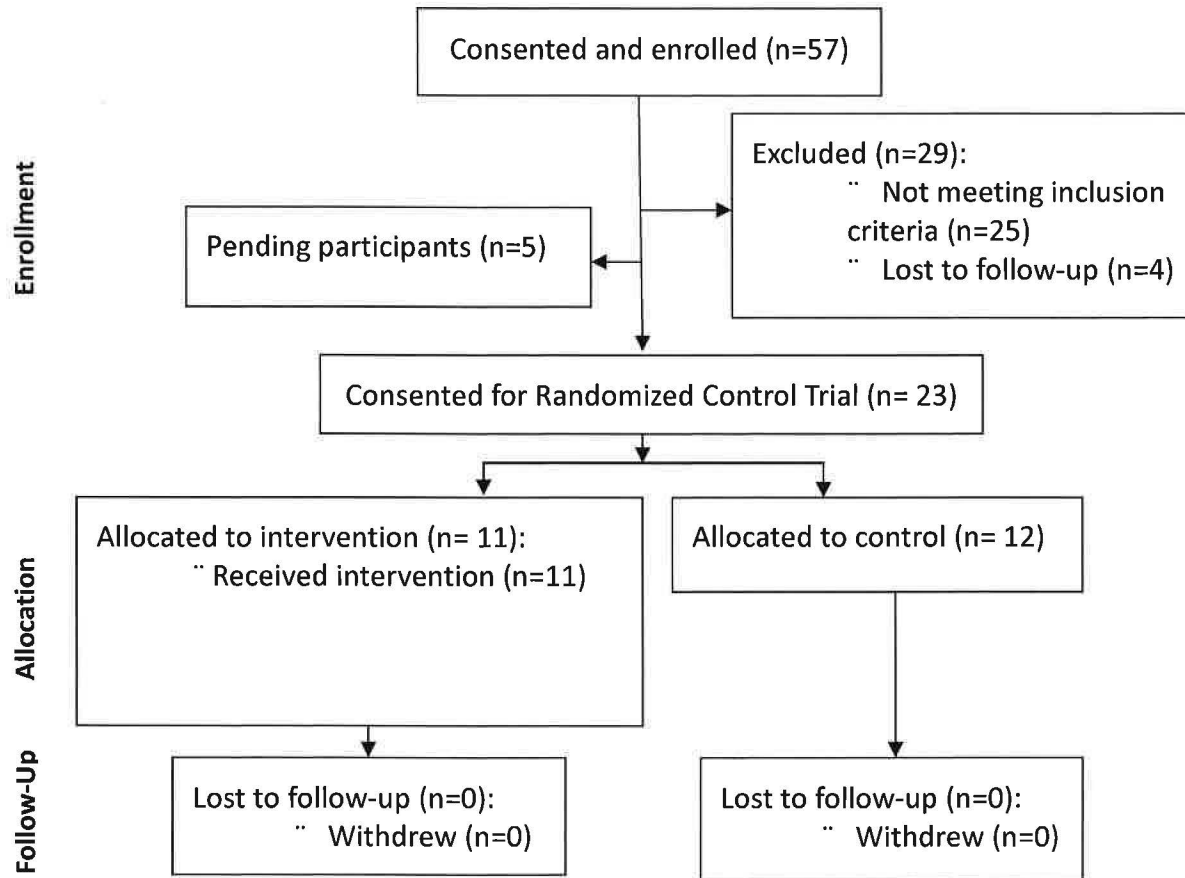 Consented and enrolled (n=57)
Enrollment
Excluded (n=29):
¨ Not meeting inclusion
criteria (n=25)
¨ Lost to follow-up (n=4)
Pending participants (n=5)
Consented for Randomized Control Trial (n= 23)
Allocation
Allocated to intervention (n= 11):
¨ Received intervention (n=11)
Allocated to control (n= 12)
Follow-Up
Lost to follow-up (n=0):
¨ Withdrew (n=0)
Lost to follow-up (n=0):
¨ Withdrew (n=0)